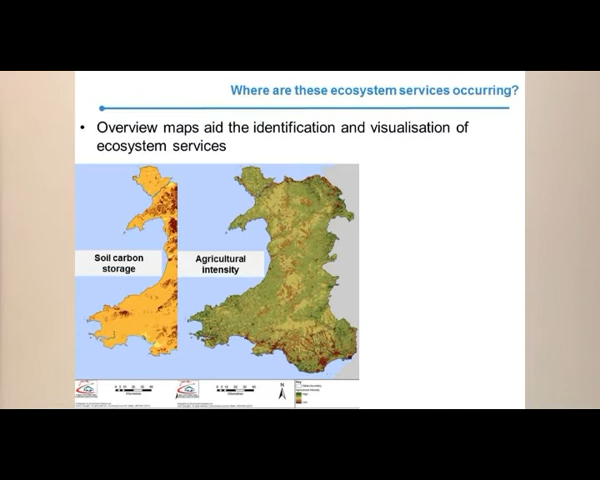 Where are these ecosystem services occurring?
• Overview maps aid the identification and visualisation of
ecosystem services
Soil carbon
storage
Agricultural
intensity
N